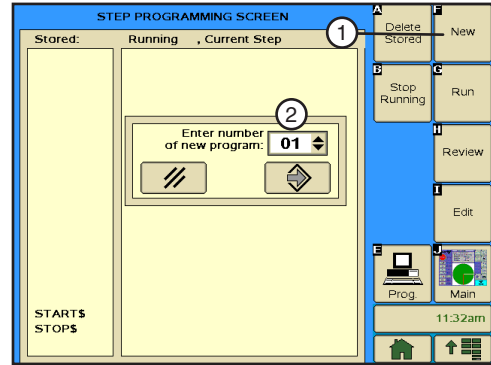 STEP PROGRAMMING SCREEN
Stored:
Running , Current Step
1
2
Enter number
of new program:
01
START$
STOP$
A
Delete
Stored
F
New
B
Stop
Running
G
Run
H
Review
I
Edit
E
Prog.
J
Main
11:32am